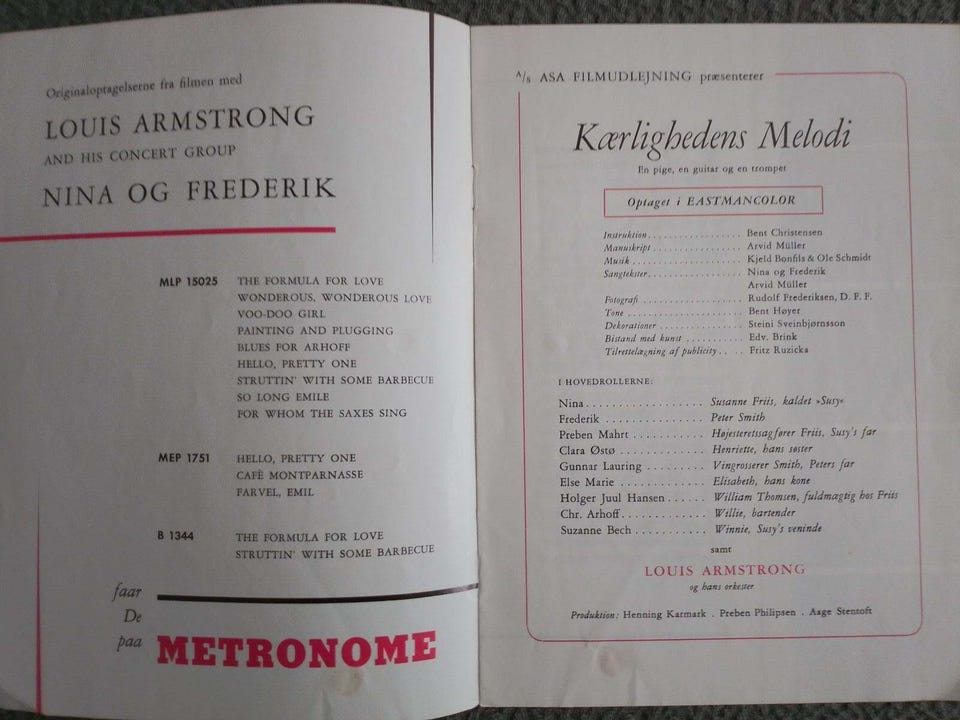 Originaloptagelserne fra filmen med
LOUIS ARMSTRONG
AND HIS CONCERT GROUP
NINA OG FREDERIK
MLP 15025 THE FORMULA FOR LOVE
WONDEROUS, WONDEROUS LOVE
VOO-DOO GIRL
PAINTING AND PLUGGING
BLUES FOR ARHOFF
HELLO, PRETTY ONE
STRUTTIN' WITH SOME BARBECUE
SO LONG EMILE
FOR WHOM THE SAXES SING
MEP 1751 HELLO, PRETTY ONE
CAFÈ MONTPARNASSE
FARVEL, EMIL
B 1344 THE FORMULA FOR LOVE
STRUTTIN' WITH SOME BARBECUE
faar
De
paa
METRONOME
A/s ASA FILMUDLEJNING præsenterer
Kærlighedens Melodi
En pige, en guitar og en trompet
Optaget i EASTMANCOLOR
Instruktion.................. Bent Christensen
Manuskript.................. Arvid Müller
Musik.................. Kjeld Bonfils & Ole Schmidt
Sangtekster.................. Nina og Frederik
Arvid Müller
Fotografi.................. Rudolf Frederiksen, D. F. F.
Tone.................. Bent Høyer
Dekorationer.................. Steini Sveinbjørnsson
Bistand med kunst............ Edv. Brink
Tilrettelægning af publicity..... Fritz Ruzicka
I HOVEDROLLERNE:
Nina.................. Susanne Friis, kaldet »Susy«
Frederik............... Peter Smith
Preben Mahrt............ Højesteretssagfører Friis, Susy's far
Clara Østø............... Henriette, hans søster
Gunnar Lauring......... Vingrosserer Smith, Peters far
Else Marie............ Elisabeth, hans kone
Holger Juul Hansen...... William Thomsen, fuldmægtig hos Friis
Chr. Arhoff............ Willie, bartender
Suzanne Bech........... Winnie, Susy's veninde
samt
LOUIS ARMSTRONG
og hans orkester
Produktion: Henning Karmark . Preben Philipsen . Aage Stentoft